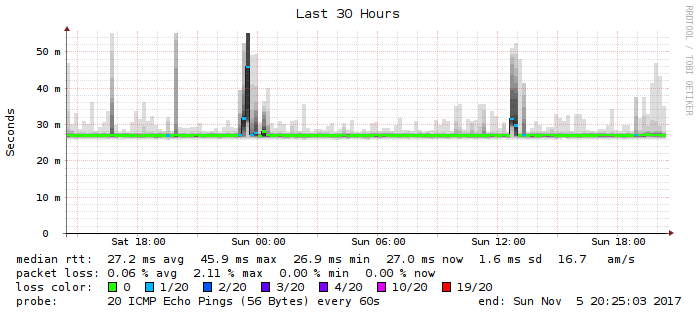 Last 30 Hours
RRDTOOL / TOBI OETIKER
Seconds
50 m
40 m
30 m
20 m
10 m
0
Sat 18:00 Sun 00:00 Sun 06:00 Sun 12:00 Sun 18:00
median rtt: 27.2 ms avg 45.9 ms max 26.9 ms min 27.0 ms now 1.6 ms sd 16.7 am/s
packet loss: 0.06 % avg 2.11 % max 0.00 % min 0.00 % now
loss color: 0 1/20 2/20 3/20 4/20 10/20 19/20
probe: 20 ICMP Echo Pings (56 Bytes) every 60s end: Sun Nov 5 20:25:03 2017